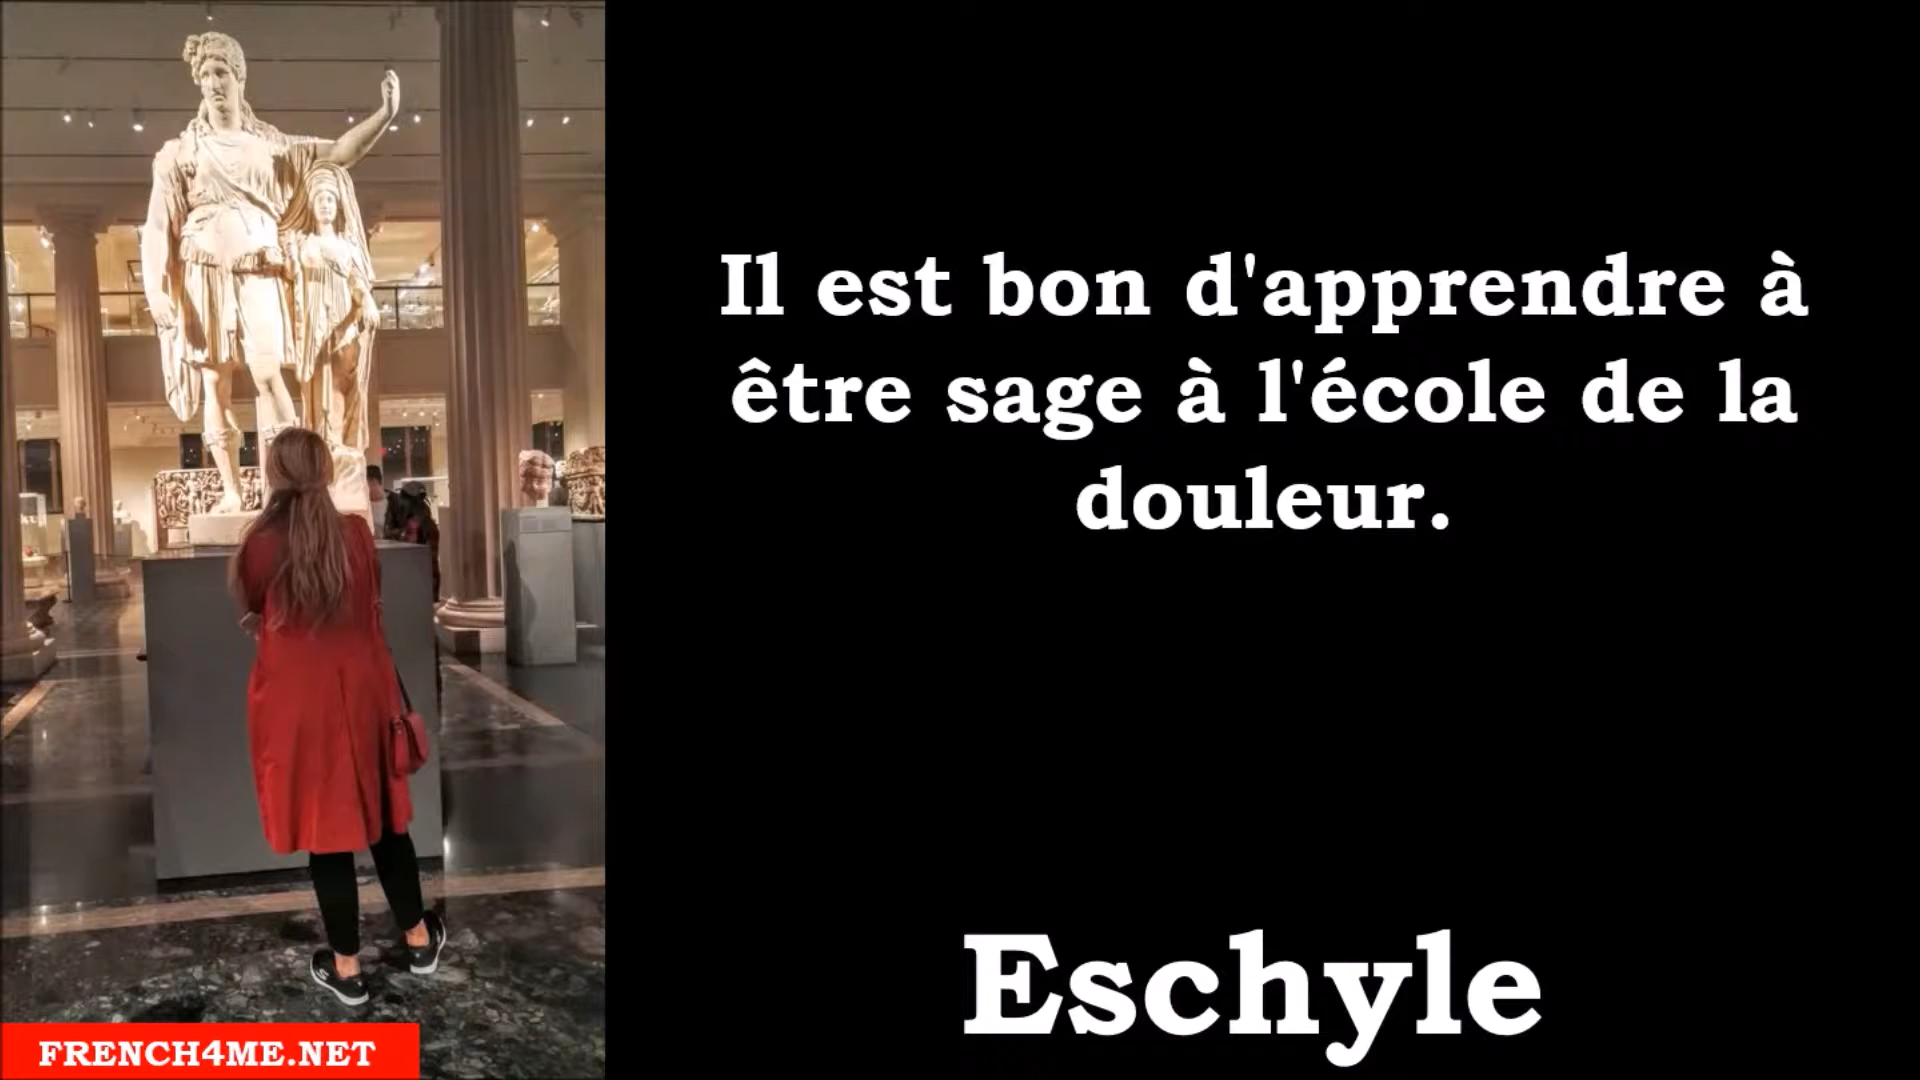 Il est bon d'apprendre à
être sage à l'école de la
douleur.
Eschyle
FRENCH4ME.NET